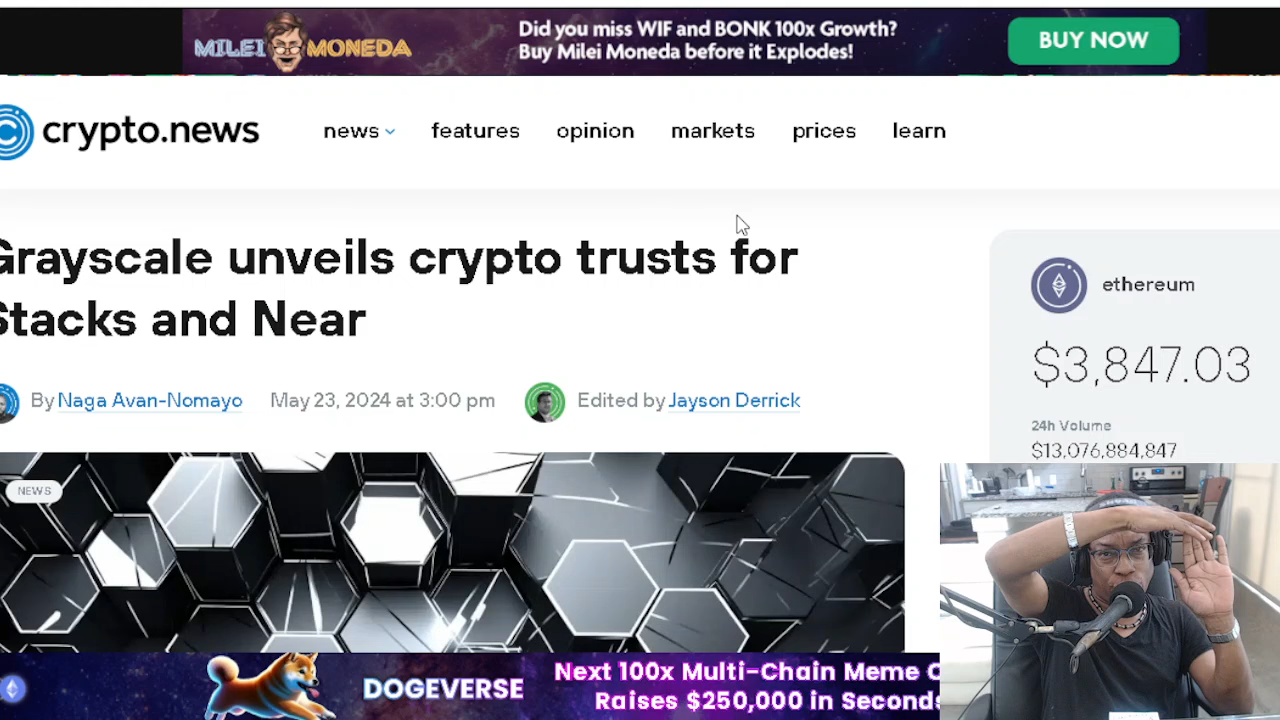 MILEI MONEDA
Did you miss WIF and BONK 100x Growth?
Buy Milei Moneda before it Explodes!
BUY NOW
crypto.news
news
features
opinion
markets
prices
learn
Grayscale unveils crypto trusts for
Stacks and Near
By Naga Avan-Nomayo
May 23, 2024 at 3:00 pm
Edited by Jayson Derrick
ethereum
$3,847.03
24h Volume
$13,076,884,847
NEWS
DOGEVERSE
Next 100x Multi-Chain Meme C
Raises $250,000 in Seconds